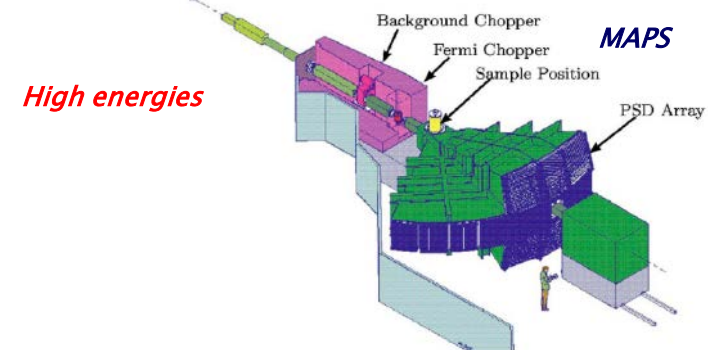 Background Chopper
MAPS
Fermi Chopper
Sample Position
High energies
PSD Array